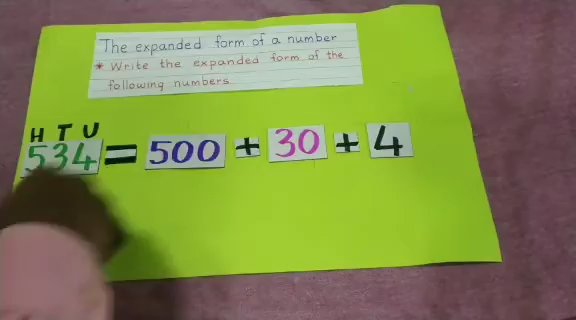 The expanded form of a number
* Write the expanded form of the
following numbers
H T U
534 = 500 + 30 + 4